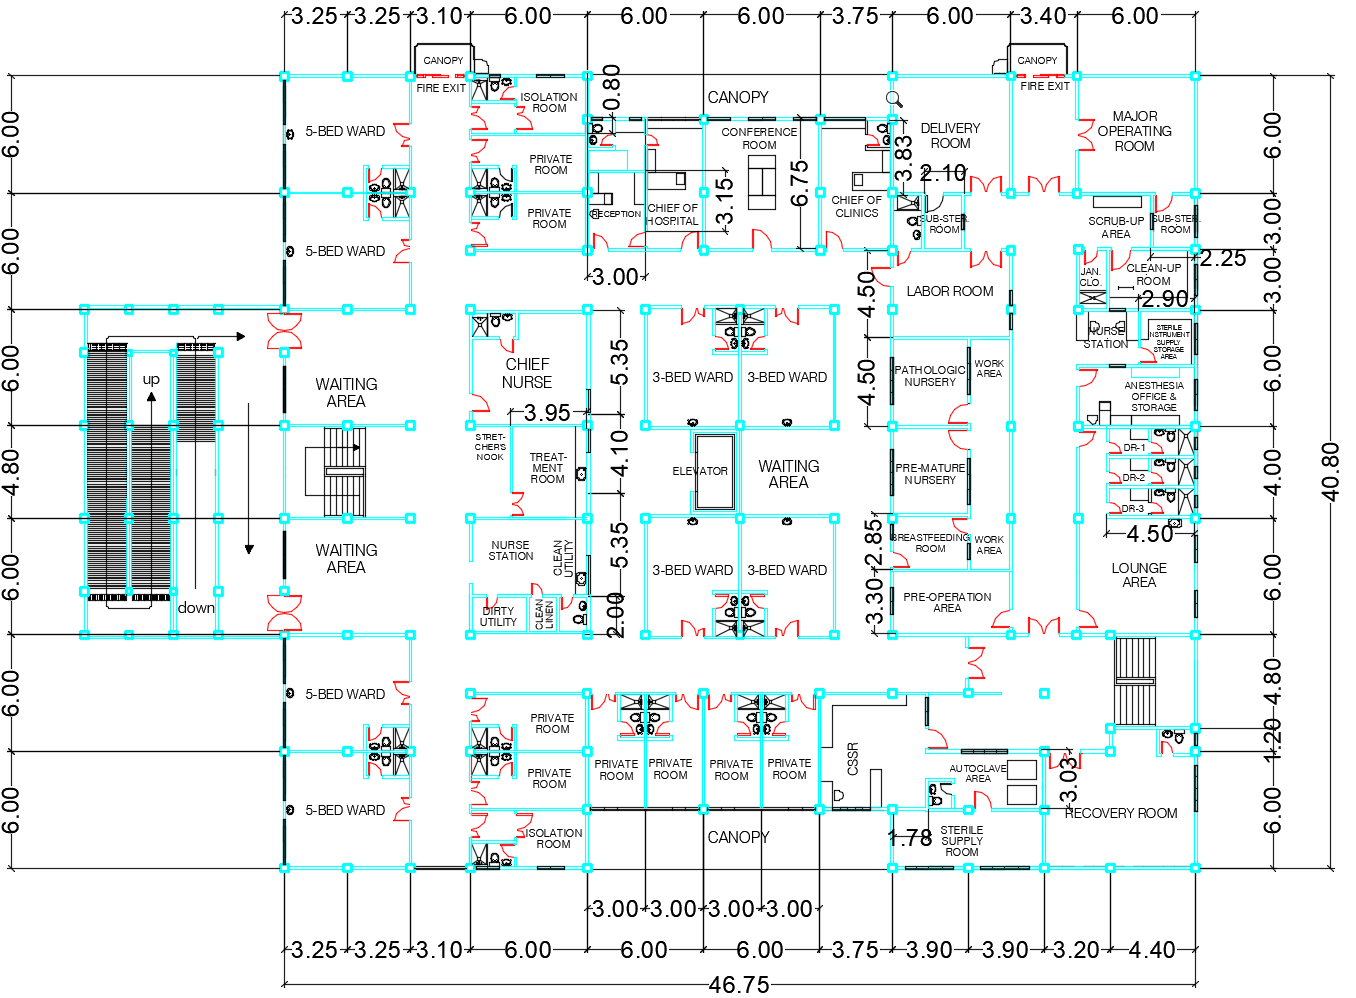 3.25 3.25 3.10 6.00 6.00 6.00 3.75 6.00 3.40 6.00
CANOPY
FIRE EXIT
CANOPY
FIRE EXIT
0.80
CANOPY
ISOLATION
ROOM
5-BED WARD
CONFERENCE
ROOM
DELIVERY
ROOM
MAJOR
OPERATING
ROOM
6.00
6.00
3.83
2.10
PRIVATE
ROOM
3.15
6.75
PRIVATE
ROOM
RECEPTION
CHIEF OF
HOSPITAL
CHIEF OF
CLINICS
SUB-STER.
ROOM
SCRUB-UP
AREA
SUB-STER.
ROOM
3.00
6.00
5-BED WARD
3.00
2.25
JAN.
CLO.
CLEAN-UP
ROOM
2.90
3.00
4.50
LABOR ROOM
up
down
WAITING
AREA
CHIEF
NURSE
5.35
3.95
3-BED WARD
3-BED WARD
4.50
PATHOLOGIC
NURSERY
WORK
AREA
NURSE
STATION
STERILE
INSTRUMENT
SUPPLY
STORAGE
AREA
ANESTHESIA
OFFICE &
STORAGE
6.00
6.00
STRET-
CHER'S
NOOK
TREAT-
MENT
ROOM
4.10
ELEVATOR
WAITING
AREA
PRE-MATURE
NURSERY
DR-1
DR-2
DR-3
4.50
4.00
4.80
40.80
WAITING
AREA
NURSE
STATION
CLEAN
UTILITY
DIRTY
UTILITY
CLEAN
LINEN
5.35
2.00
3-BED WARD
3-BED WARD
2.85
BREASTFEEDING
ROOM
WORK
AREA
3.30
PRE-OPERATION
AREA
LOUNGE
AREA
6.00
6.00
5-BED WARD
PRIVATE
ROOM
PRIVATE
ROOM
PRIVATE
ROOM
PRIVATE
ROOM
PRIVATE
ROOM
PRIVATE
ROOM
CSSR
AUTOCLAVE
AREA
3.03
4.80
1.20
6.00
6.00
5-BED WARD
ISOLATION
ROOM
CANOPY
1.78
STERILE
SUPPLY
ROOM
RECOVERY ROOM
6.00
6.00
3.00 3.00 3.00 3.00
3.25 3.25 3.10 6.00 6.00 6.00 3.75 3.90 3.90 3.20 4.40
46.75